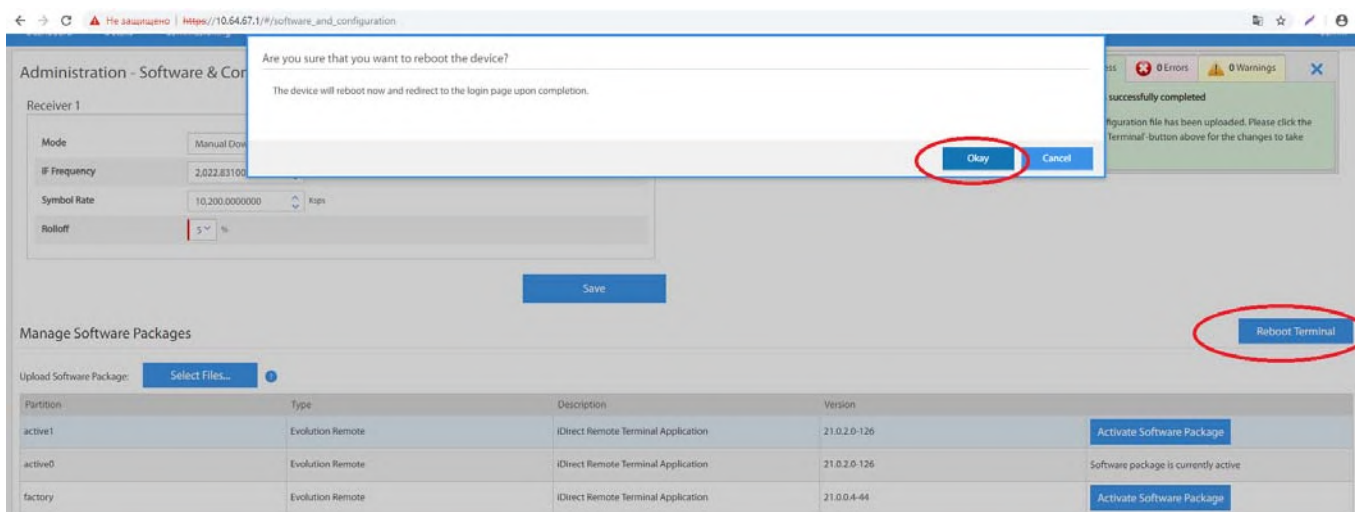 Не защищено | https://10.64.67.1/#/software_and_configuration
Are you sure that you want to reboot the device?
The device will reboot now and redirect to the login page upon completion.
Okay Cancel
Administration - Software & Cor
ess 0 Errors 0 Warnings
successfully completed
figuration file has been uploaded. Please click the
Terminal'-button above for the changes to take
Receiver 1
Mode Manual Dow
IF Frequency 2,022.83100
Symbol Rate 10,200.0000000 Ksps
Rolloff 5 %
Save
Manage Software Packages Reboot Terminal
Upload Software Package: Select Files...
Partition Type Description Version
active1 Evolution Remote iDirect Remote Terminal Application 21.0.2.0-126 Activate Software Package
active0 Evolution Remote iDirect Remote Terminal Application 21.0.2.0-126 Software package is currently active
factory Evolution Remote iDirect Remote Terminal Application 21.0.0.4-44 Activate Software Package